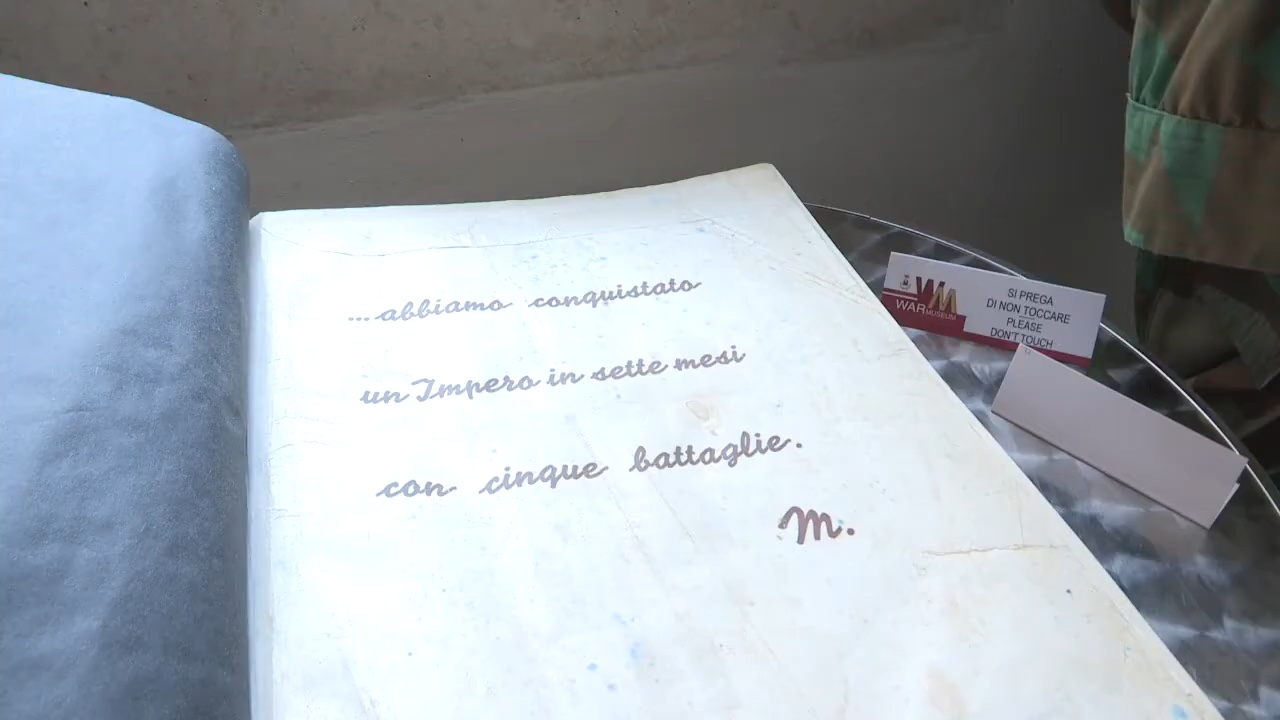 ...abbiamo conquistato
un Impero in sette mesi
con cinque battaglie.
M.
WM
WAR MUSEUM
SI PREGA
DI NON TOCCARE
PLEASE
DON'T TOUCH